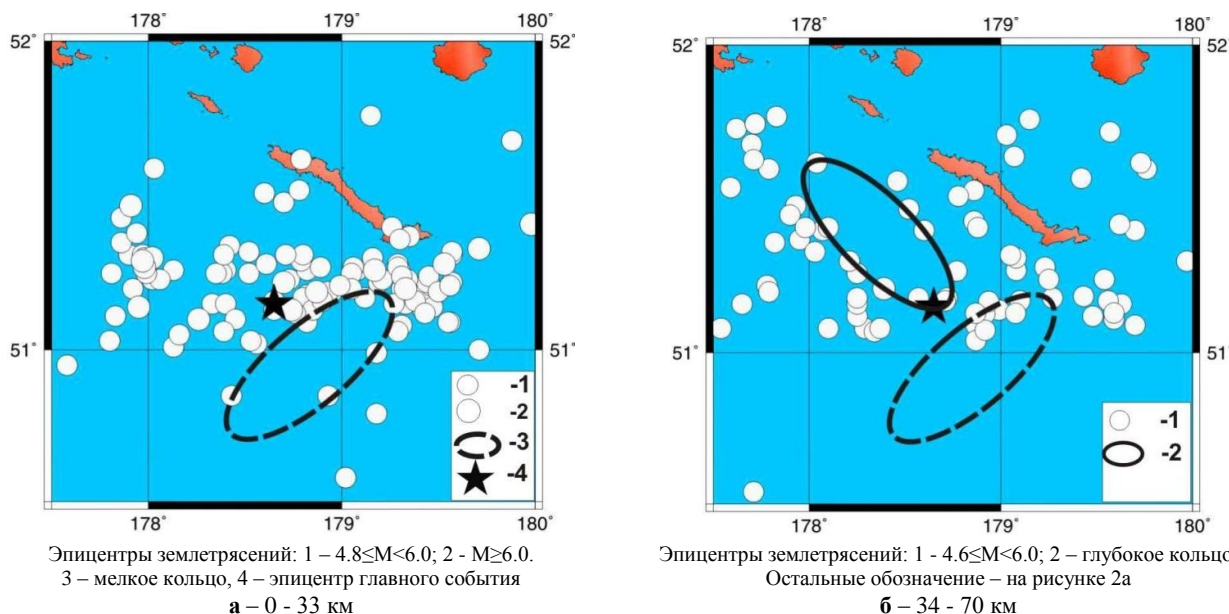 178° 179° 180°
52° 52°
51° 51°
-1
-2
-3
-4
178° 179° 180°
Эпицентры землетрясений: 1 – 4.8≤M<6.0; 2 - M≥6.0.
3 – мелкое кольцо, 4 – эпицентр главного события
а – 0 - 33 км
178° 179° 180°
52° 52°
51° 51°
-1
-2
178° 179° 180°
Эпицентры землетрясений: 1 - 4.6≤M<6.0; 2 – глубокое кольцо
Остальные обозначение – на рисунке 2а
б – 34 - 70 км